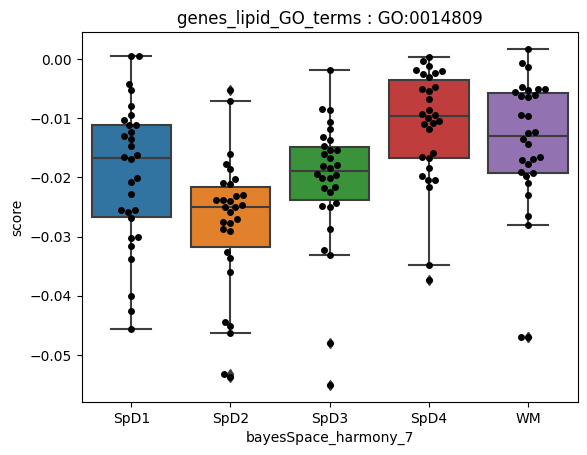 genes_lipid_GO_terms : GO:0014809
0.00
−0.01
−0.02
−0.03
−0.04
−0.05
score
SpD1 SpD2 SpD3 SpD4 WM
bayesSpace_harmony_7